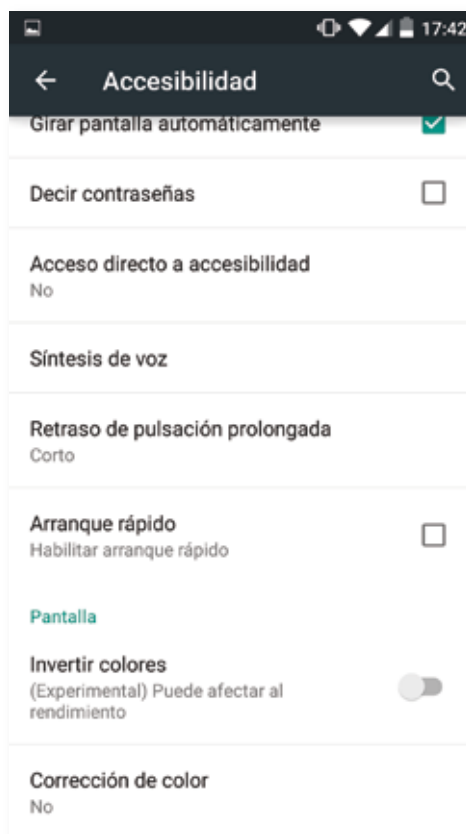 17:42
Accesibilidad
Girar pantalla automáticamente
Decir contraseñas
Acceso directo a accesibilidad
No
Síntesis de voz
Retraso de pulsación prolongada
Corto
Arranque rápido
Habilitar arranque rápido
Pantalla
Invertir colores
(Experimental) Puede afectar al
rendimiento
Corrección de color
No